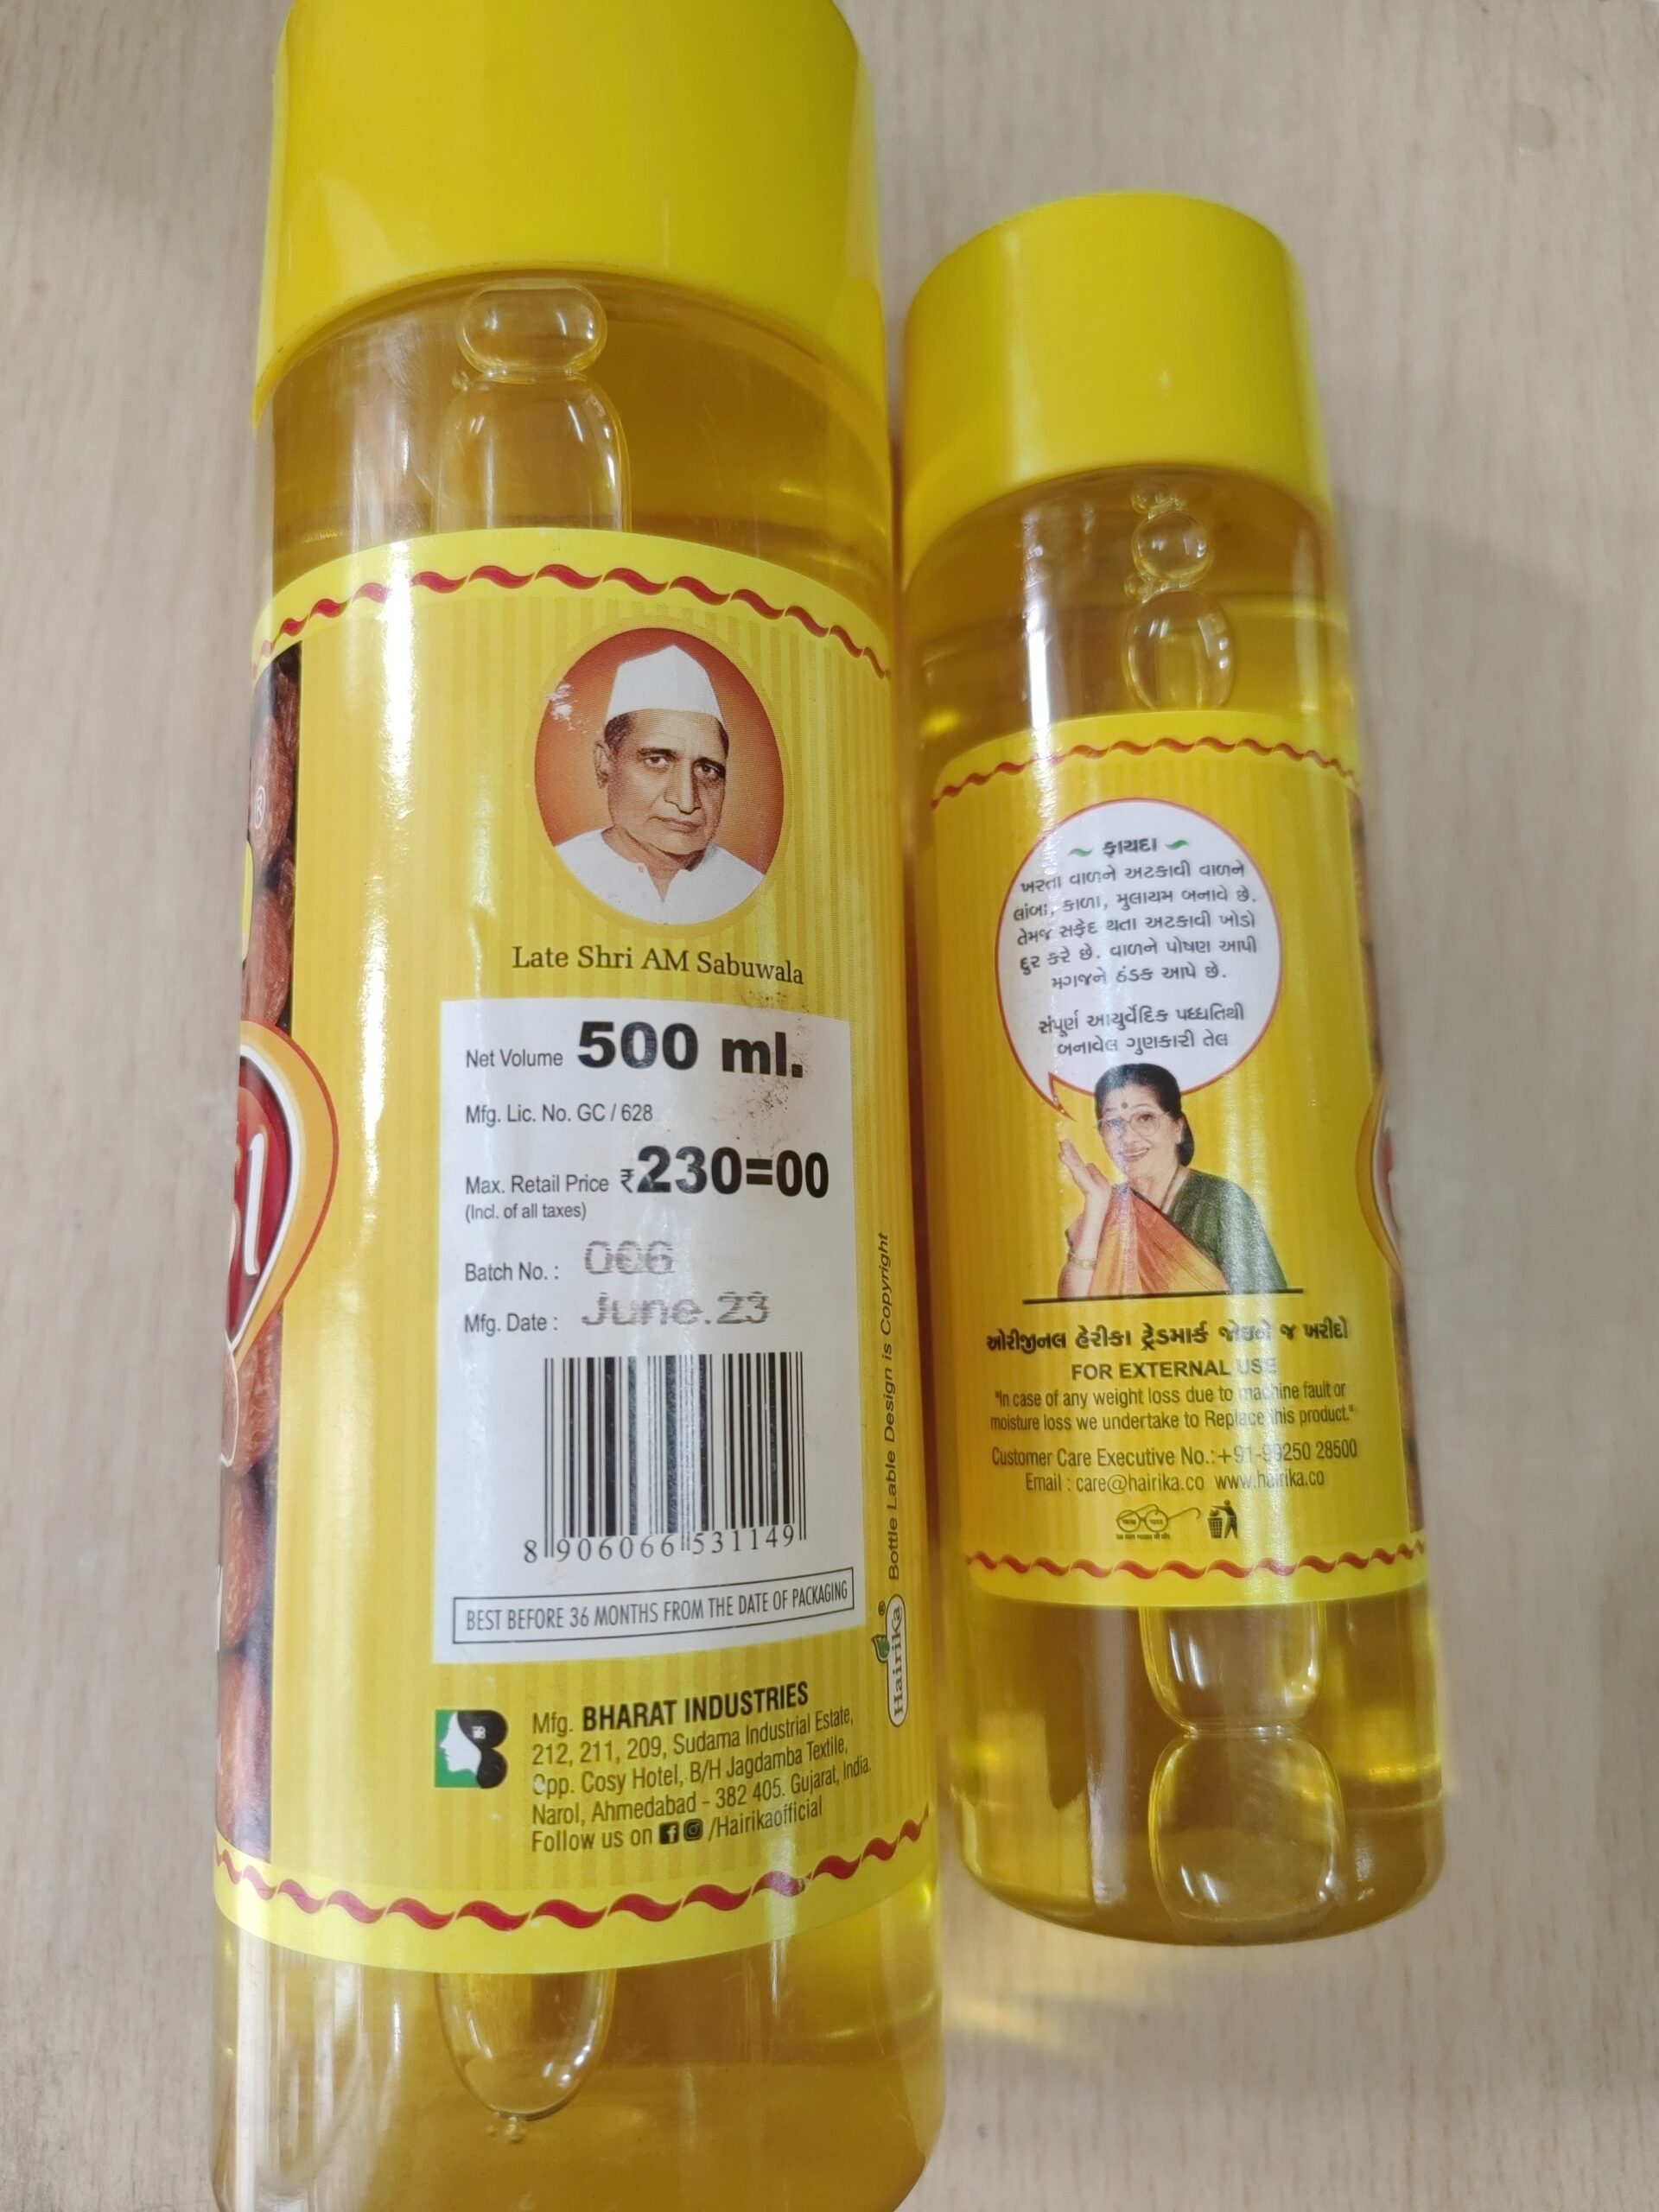 Late Shri AM Sabuwala
Net Volume 500 ml.
Mfg. Lic. No. GC / 628
Max. Retail Price ₹230=00
(Incl. of all taxes)
Batch No. : 006
Mfg. Date : June.23
8 906066 531149
BEST BEFORE 36 MONTHS FROM THE DATE OF PACKAGING
Mfg. BHARAT INDUSTRIES
212, 211, 209, Sudama Industrial Estate,
Opp. Cosy Hotel, B/H Jagdamba Textile,
Narol, Ahmedabad - 382 405. Gujarat, India.
Follow us on /Hairikaofficial
HairiKa® Bottle Lable Design is Copyright
ફાયદા
ખરતા વાળને અટકાવી વાળને
લાંબા, કાળા, મુલાયમ બનાવે છે.
તેમજ સફેદ થતા અટકાવી ખોડો
દુર કરે છે. વાળને પોષણ આપી
મગજને ઠંડક આપે છે.
સંપૂર્ણ આયુર્વેદિક પધ્ધતિથી
બનાવેલ ગુણકારી તેલ
ઓરીજીનલ હેરીકા ટ્રેડમાર્ક જોઇને જ ખરીદો
FOR EXTERNAL USE
"In case of any weight loss due to machine fault or
moisture loss we undertake to Replace this product."
Customer Care Executive No.:+91-99250 28500
Email : care@hairika.co www.hairika.co